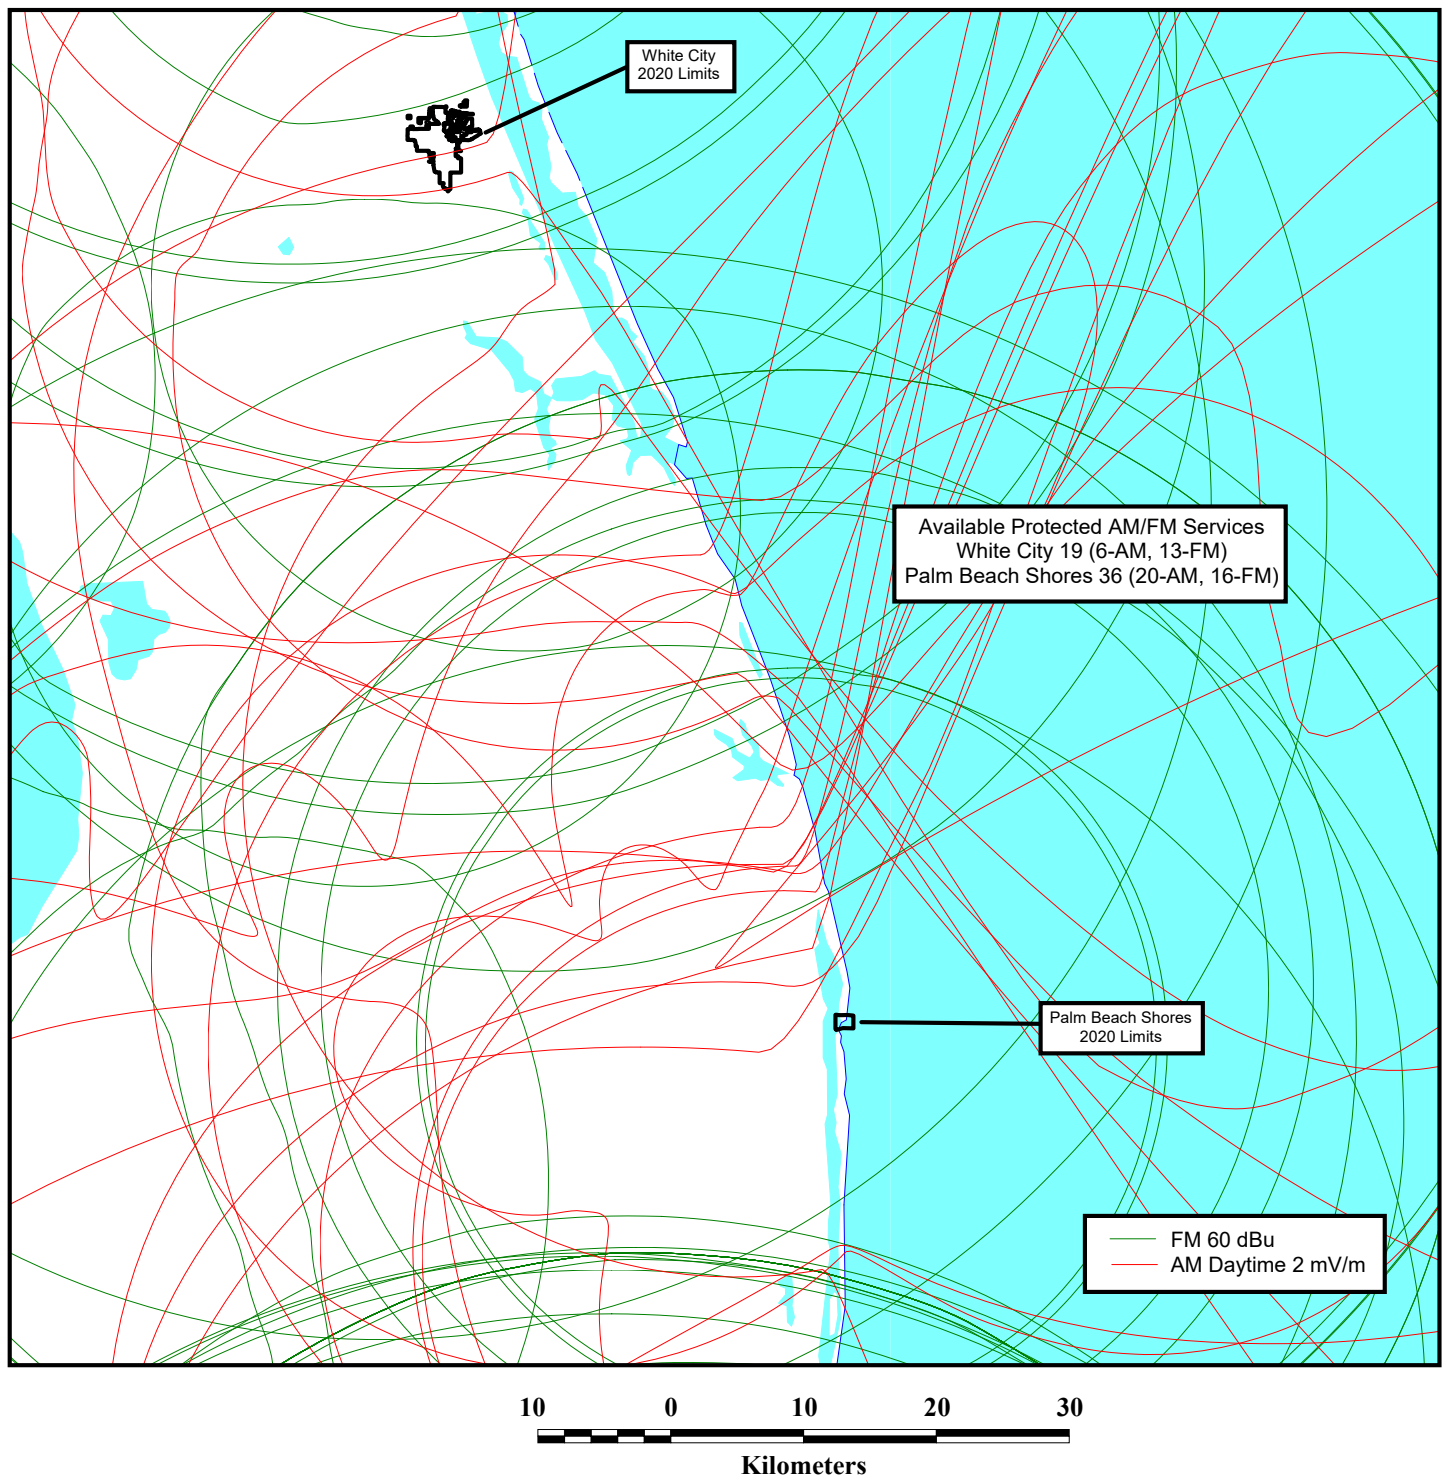 White City
2020 Limits
Available Protected AM/FM Services
White City 19 (6-AM, 13-FM)
Palm Beach Shores 36 (20-AM, 16-FM)
Palm Beach Shores
2020 Limits
FM 60 dBu
AM Daytime 2 mV/m
10 0 10 20 30
Kilometers